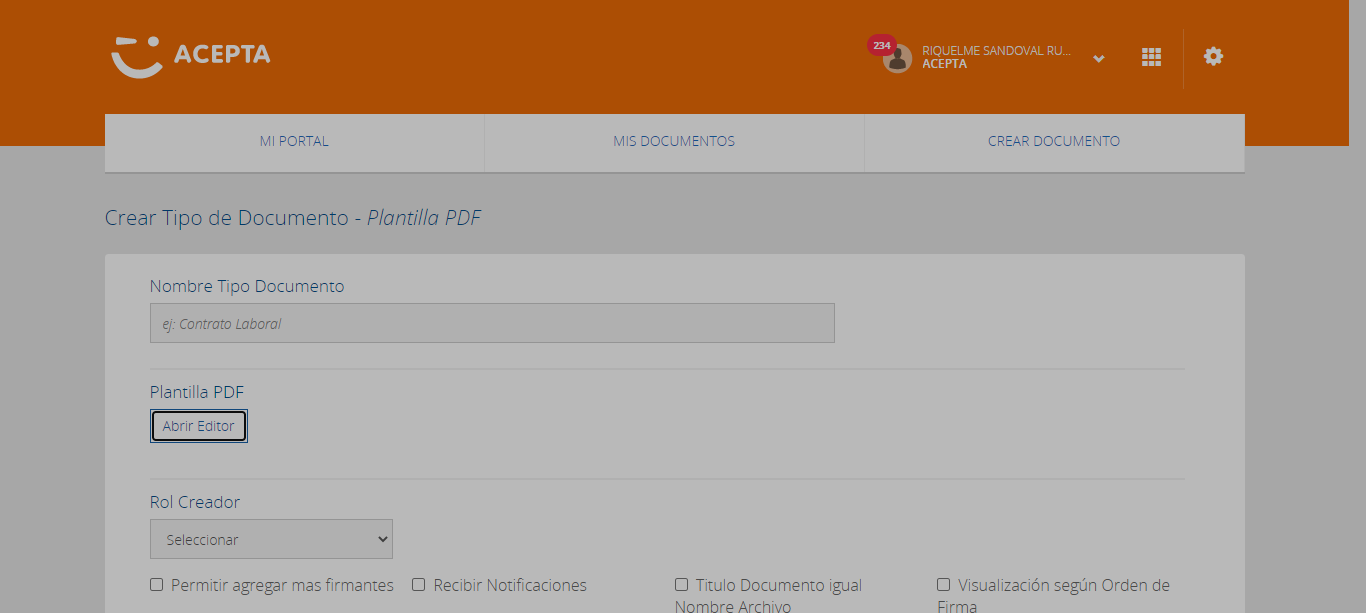 ACEPTA
234
RIQUELME SANDOVAL RU...
ACEPTA
MI PORTAL
MIS DOCUMENTOS
CREAR DOCUMENTO
Crear Tipo de Documento - Plantilla PDF
Nombre Tipo Documento
ej: Contrato Laboral
Plantilla PDF
Abrir Editor
Rol Creador
Seleccionar
Permitir agregar mas firmantes
Recibir Notificaciones
Titulo Documento igual
Nombre Archivo
Visualización según Orden de
Firma